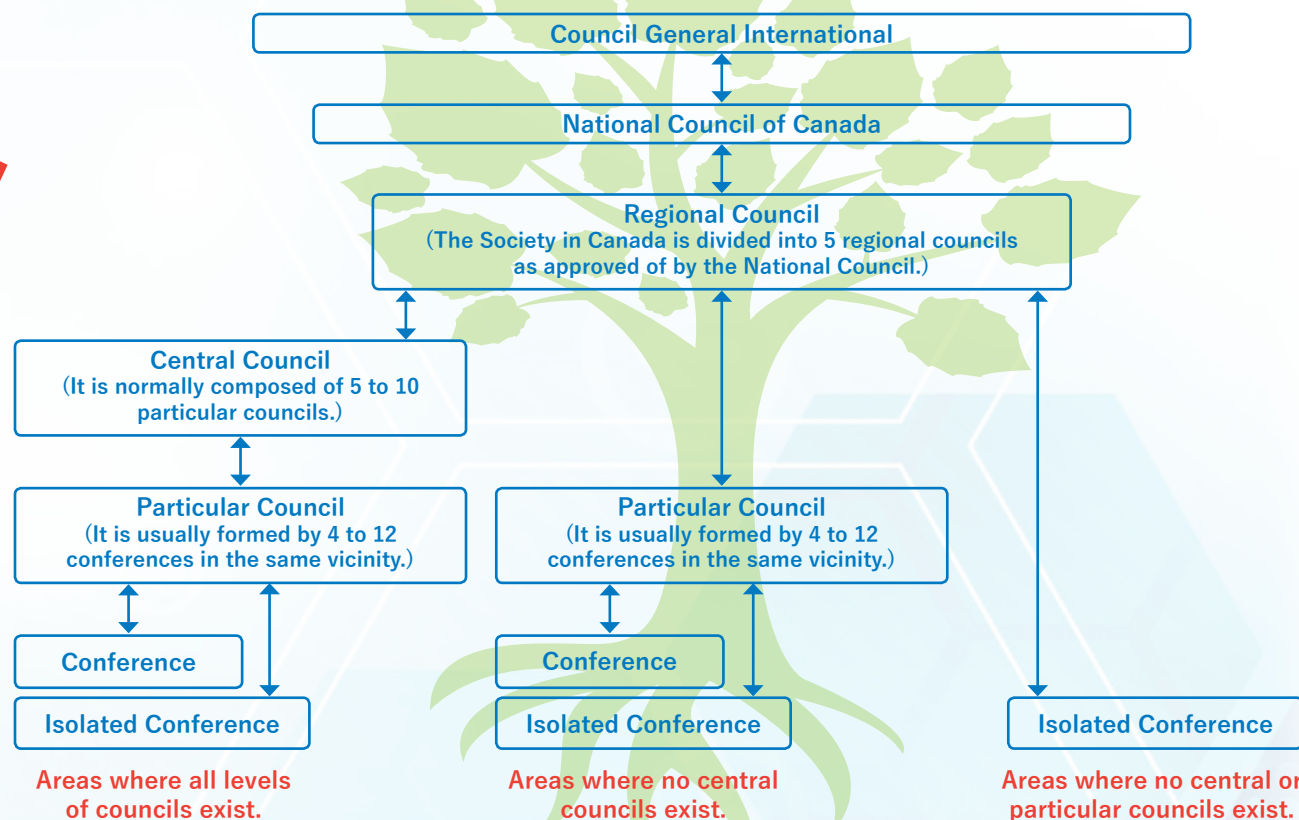 Council General International
National Council of Canada
Regional Council
(The Society in Canada is divided into 5 regional councils
as approved of by the National Council.)
Central Council
(It is normally composed of 5 to 10
particular councils.)
Particular Council
(It is usually formed by 4 to 12
conferences in the same vicinity.)
Particular Council
(It is usually formed by 4 to 12
conferences in the same vicinity.)
Conference
Isolated Conference
Conference
Isolated Conference
Isolated Conference
Areas where all levels
of councils exist.
Areas where no central
councils exist.
Areas where no central or
particular councils exist.